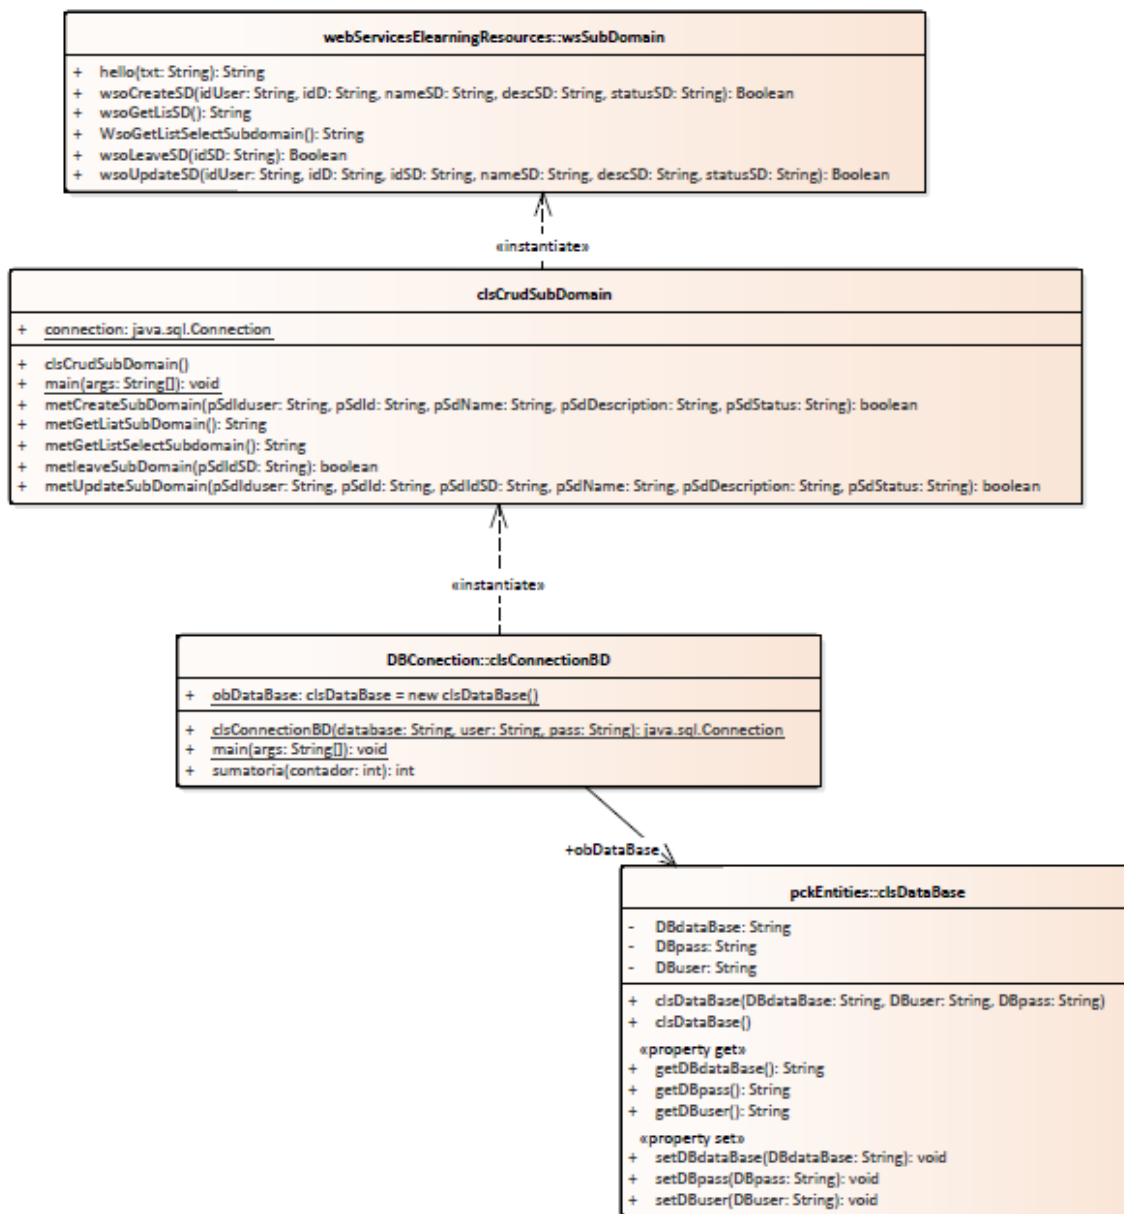 webServicesElearningResources::wsSubDomain
+ hello(txt: String): String
+ wsoCreateSD(idUser: String, idD: String, nameSD: String, descSD: String, statusSD: String): Boolean
+ wsoGetLisSD(): String
+ WsoGetListSelectSubdomain(): String
+ wsoLeaveSD(idSD: String): Boolean
+ wsoUpdateSD(idUser: String, idD: String, idSD: String, nameSD: String, descSD: String, statusSD: String): Boolean
«instantiate»
clsCrudSubDomain
+ connection: java.sql.Connection
+ clsCrudSubDomain()
+ main(args: String[]): void
+ metCreateSubDomain(pSdIduser: String, pSdId: String, pSdName: String, pSdDescription: String, pSdStatus: String): boolean
+ metGetLiatSubDomain(): String
+ metGetListSelectSubdomain(): String
+ metleaveSubDomain(pSdIdSD: String): boolean
+ metUpdateSubDomain(pSdIduser: String, pSdId: String, pSdIdSD: String, pSdName: String, pSdDescription: String, pSdStatus: String): boolean
«instantiate»
DBConection::clsConnectionBD
+ obDataBase: clsDataBase = new clsDataBase()
+ clsConnectionBD(database: String, user: String, pass: String): java.sql.Connection
+ main(args: String[]): void
+ sumatoria(contador: int): int
+obDataBase
pckEntities::clsDataBase
- DBdataBase: String
- DBpass: String
- DBuser: String
+ clsDataBase(DBdataBase: String, DBuser: String, DBpass: String)
+ clsDataBase()
«property get»
+ getDBdataBase(): String
+ getDBpass(): String
+ getDBuser(): String
«property set»
+ setDBdataBase(DBdataBase: String): void
+ setDBpass(DBpass: String): void
+ setDBuser(DBuser: String): void